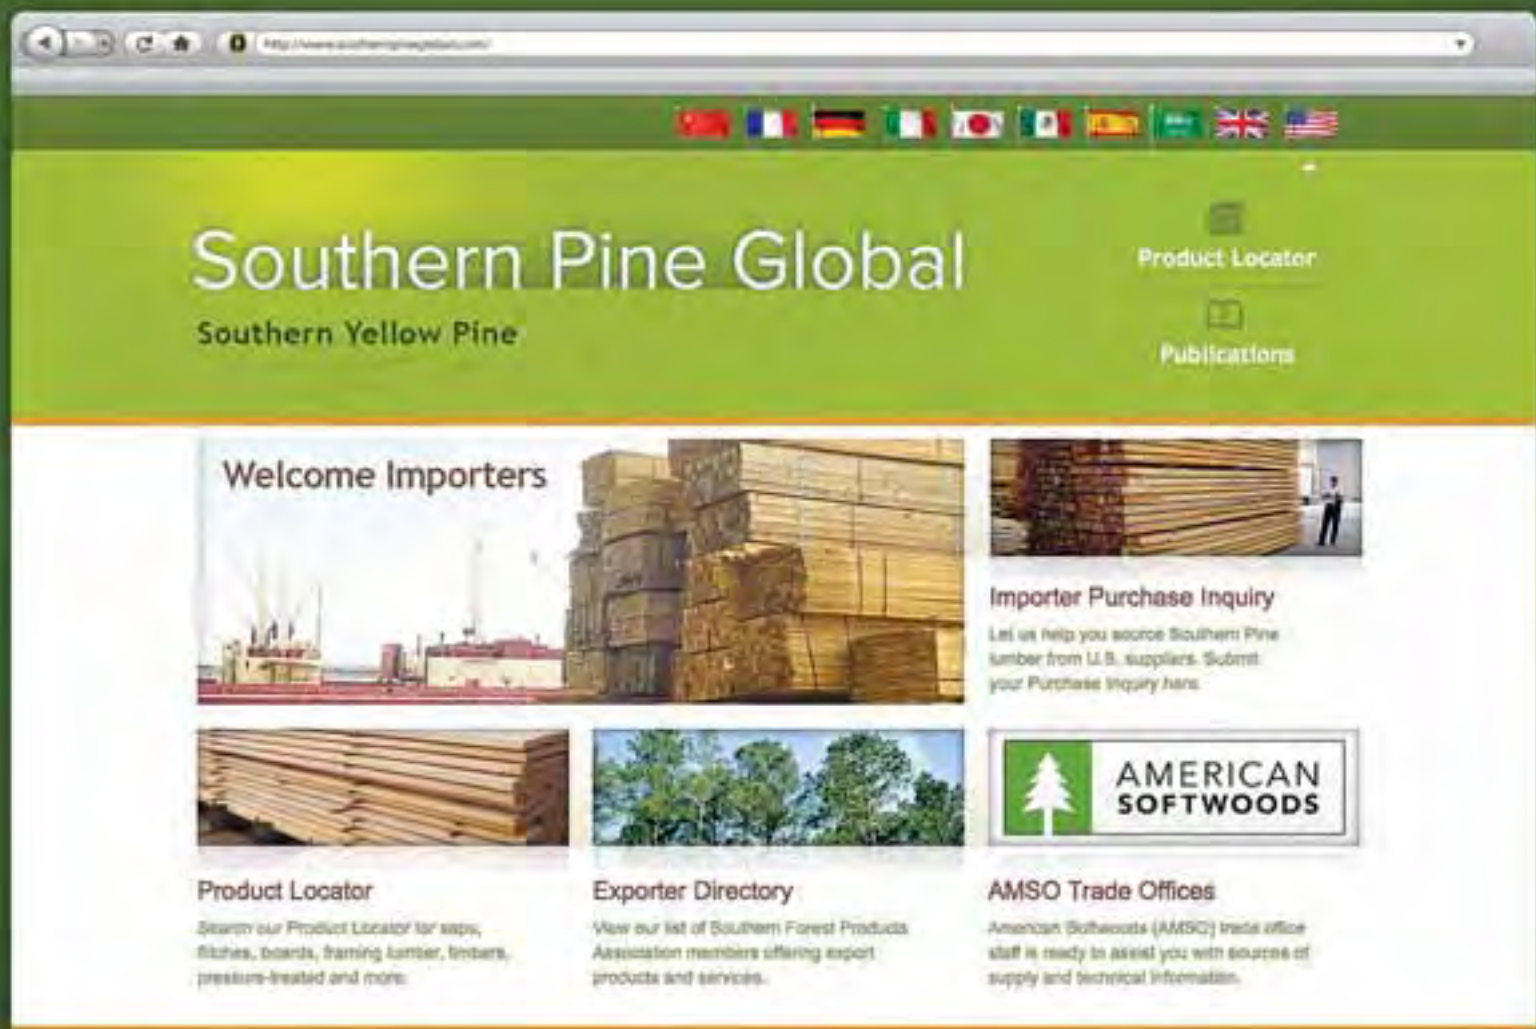 http://www.southernpineglobal.com/
Southern Pine Global
Southern Yellow Pine
Product Locator
Publications
Welcome Importers
Importer Purchase Inquiry
Let us help you source Southern Pine
lumber from U.S. suppliers. Submit
your Purchase Inquiry here.
AMERICAN
SOFTWOODS
Product Locator
Search our Product Locator for saps,
flitches, boards, framing lumber, timbers,
pressure-treated and more.
Exporter Directory
View our list of Southern Forest Products
Association members offering export
products and services.
AMSO Trade Offices
American Softwoods (AMSO) trade office
staff is ready to assist you with sources of
supply and technical information.